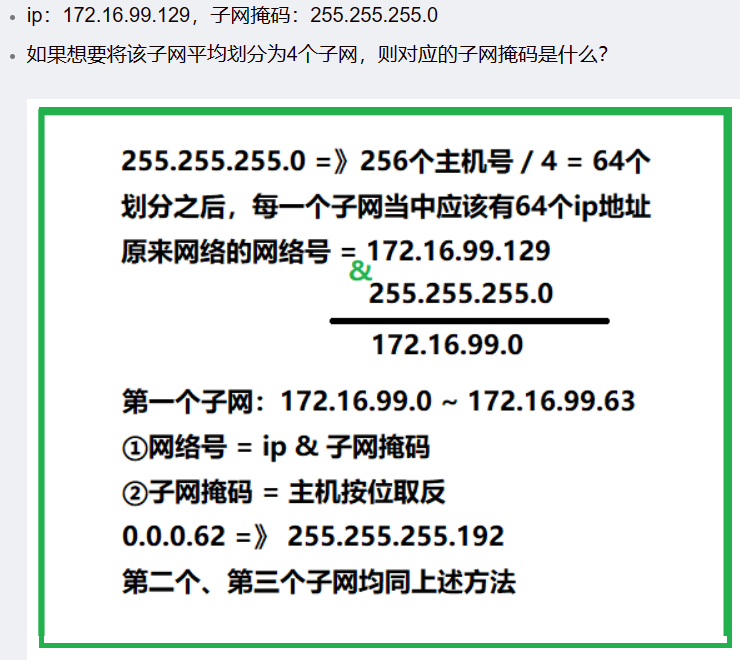 ip：172.16.99.129，子网掩码：255.255.255.0
如果想要将该子网平均划分为4个子网，则对应的子网掩码是什么？
255.255.255.0 =》256个主机号 / 4 = 64个
划分之后，每一个子网当中应该有64个ip地址
原来网络的网络号 = 172.16.99.129
&
255.255.255.0
172.16.99.0
第一个子网：172.16.99.0 ~ 172.16.99.63
①网络号 = ip & 子网掩码
②子网掩码 = 主机按位取反
0.0.0.62 =》 255.255.255.192
第二个、第三个子网均同上述方法